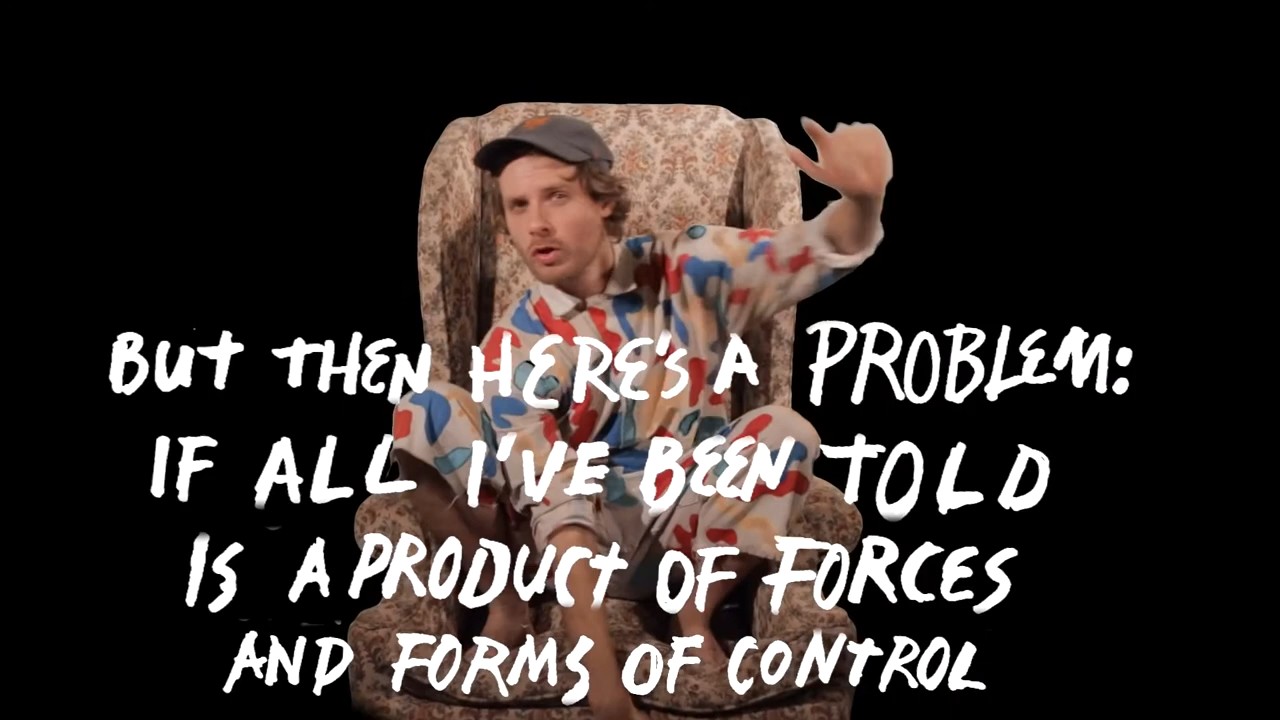 BUT THEN HERE'S A PROBLEM:
IF ALL I'VE BEEN TOLD
IS A PRODUCT OF FORCES
AND FORMS OF CONTROL